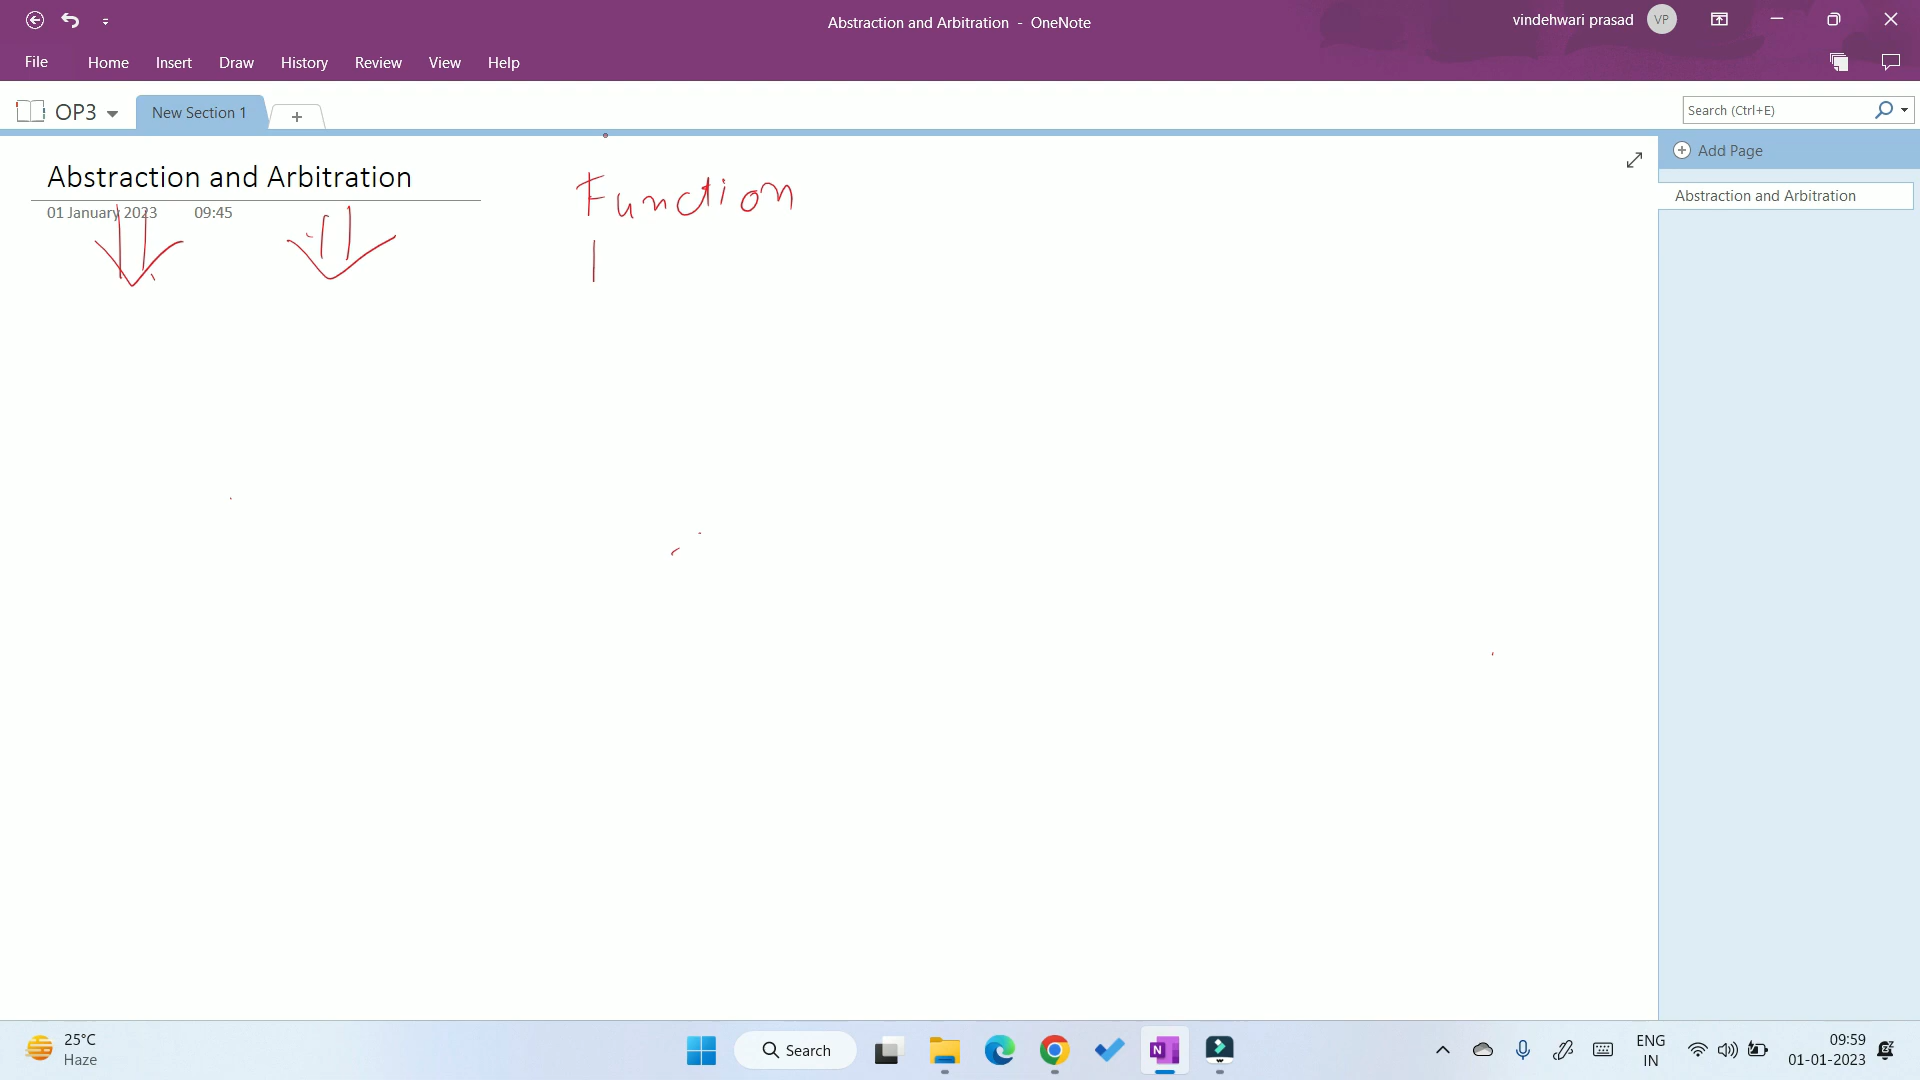 Abstraction and Arbitration - OneNote
vindehwari prasad VP
File Home Insert Draw History Review View Help
OP3 New Section 1 +
Search (Ctrl+E)
Add Page
Abstraction and Arbitration
Abstraction and Arbitration
01 January 2023 09:45
Function
25°C
Haze
Search
N
ENG
IN
09:59
01-01-2023